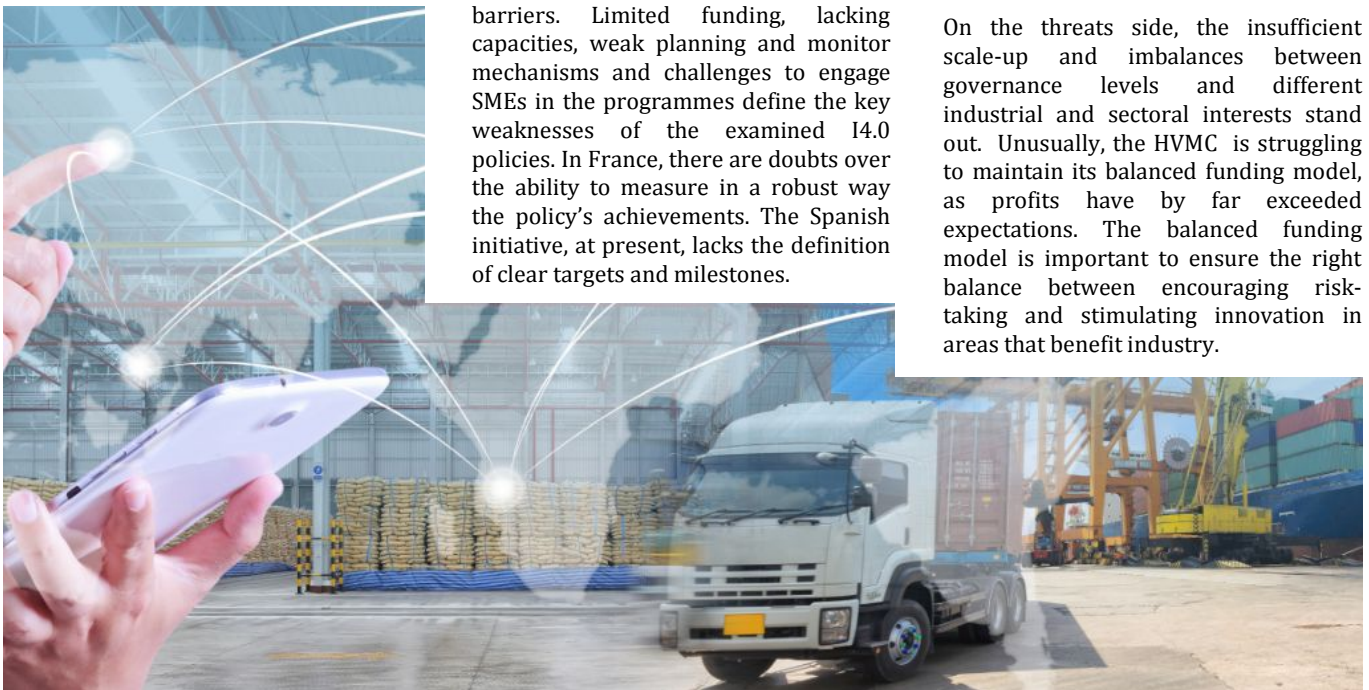 barriers. Limited funding, lacking
capacities, weak planning and monitor
mechanisms and challenges to engage
SMEs in the programmes define the key
weaknesses of the examined I4.0
policies. In France, there are doubts over
the ability to measure in a robust way
the policy’s achievements. The Spanish
initiative, at present, lacks the definition
of clear targets and milestones.
On the threats side, the insufficient
scale-up and imbalances between
governance levels and different
industrial and sectoral interests stand
out. Unusually, the HVMC is struggling
to maintain its balanced funding model,
as profits have by far exceeded
expectations. The balanced funding
model is important to ensure the right
balance between encouraging risk-
taking and stimulating innovation in
areas that benefit industry.